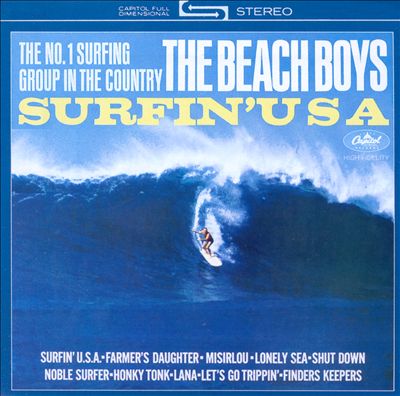 CAPITOL FULL DIMENSIONAL STEREO
THE NO. 1 SURFING GROUP IN THE COUNTRY
THE BEACH BOYS
SURFIN' U S A
Capitol
RECORDS
HIGH FIDELITY
SURFIN' U.S.A. • FARMER'S DAUGHTER • MISIRLOU • LONELY SEA • SHUT DOWN
NOBLE SURFER • HONKY TONK • LANA • LET'S GO TRIPPIN' • FINDERS KEEPERS